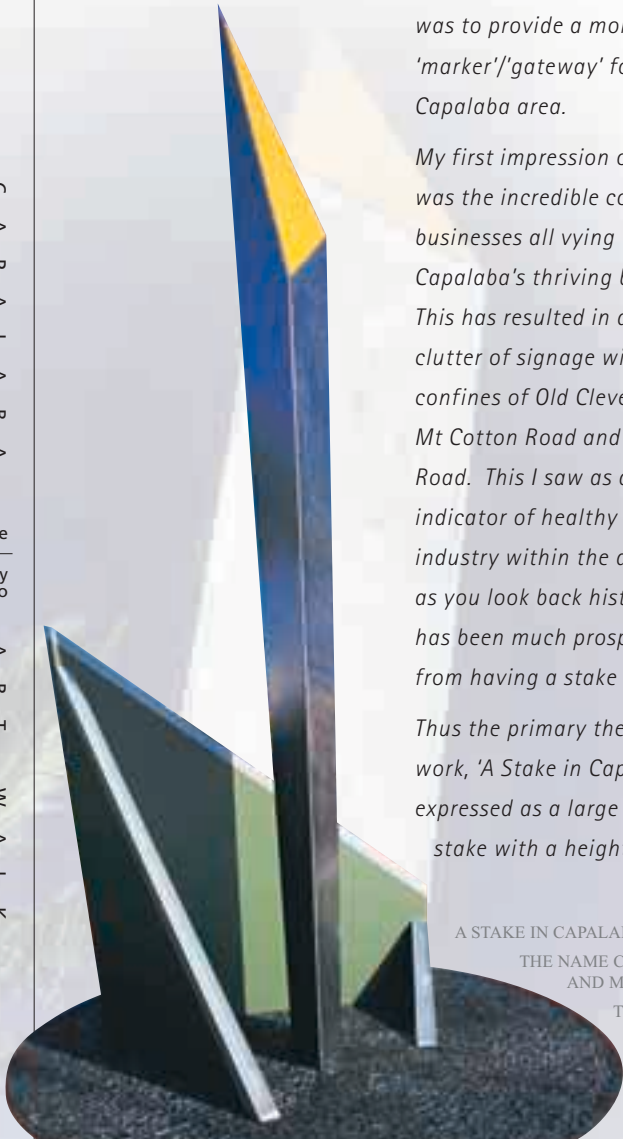 was to provide a mo
'marker'/'gateway' fo
Capalaba area.
My first impression o
was the incredible co
businesses all vying
Capalaba's thriving b
This has resulted in a
clutter of signage wi
confines of Old Cleve
Mt Cotton Road and
Road. This I saw as a
indicator of healthy
industry within the a
as you look back hist
has been much prosp
from having a stake
Thus the primary the
work, 'A Stake in Cap
expressed as a large
stake with a heigh
A STAKE IN CAPALA
THE NAME C
AND M
T